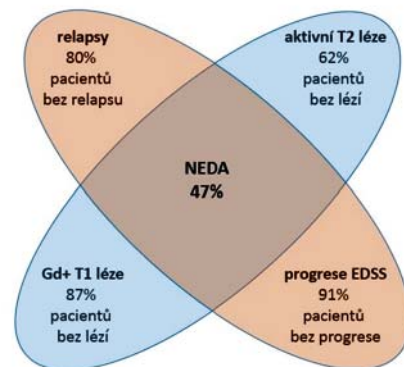 relapsy
80%
pacientů
bez relapsu
aktivní T2 léze
62%
pacientů
bez lézí
NEDA
47%
Gd+ T1 léze
87%
pacientů
bez lézí
progrese EDSS
91%
pacientů
bez progrese